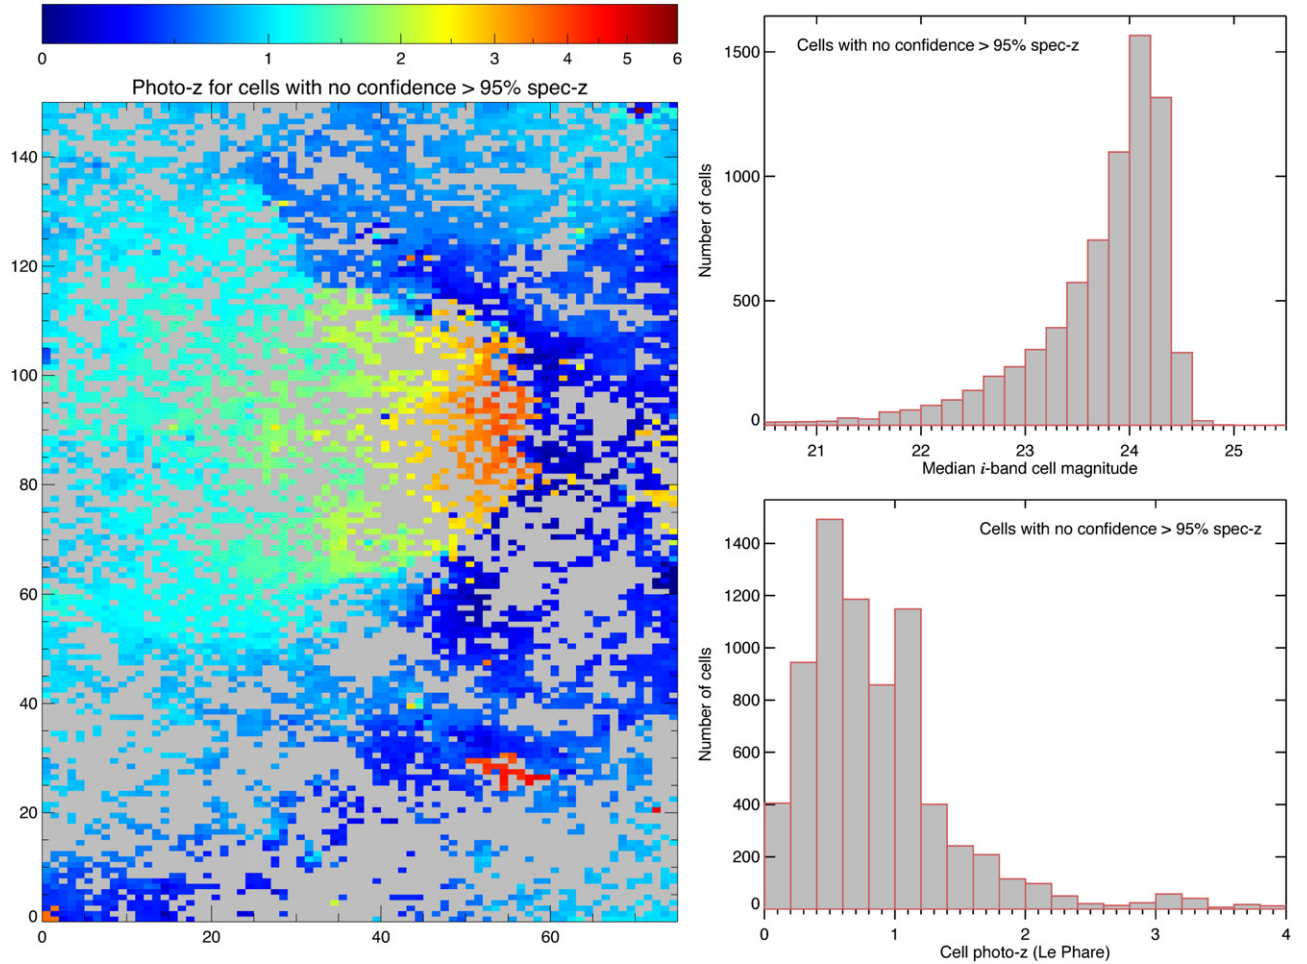 0 1 2 3 4 5 6
Photo-z for cells with no confidence > 95% spec-z
140
120
100
80
60
40
20
0
0 20 40 60
Cells with no confidence > 95% spec-z
Number of cells
1500
1000
500
0
21 22 23 24 25
Median i-band cell magnitude
Cells with no confidence > 95% spec-z
Number of cells
1400
1200
1000
800
600
400
200
0
0 1 2 3 4
Cell photo-z (Le Phare)